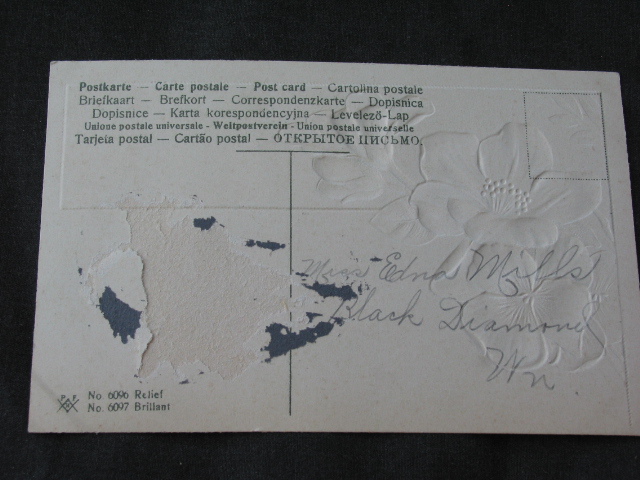 Postkarte — Carte postale — Post card — Cartolina postale
Briefkaart — Brefkort — Correspondenzkarte — Dopisnica
Dopisnice — Karta korespondencyjna — Levelező-Lap
Unione postale universale - Weltpostverein - Union postale universelle
Tarjeta postal — Cartão postal — ОТКРЫТОЕ ПИСЬМО.
Miss Edna Mills
Black Diamond
Wn
P F B
No. 6096 Relief
No. 6097 Brillant